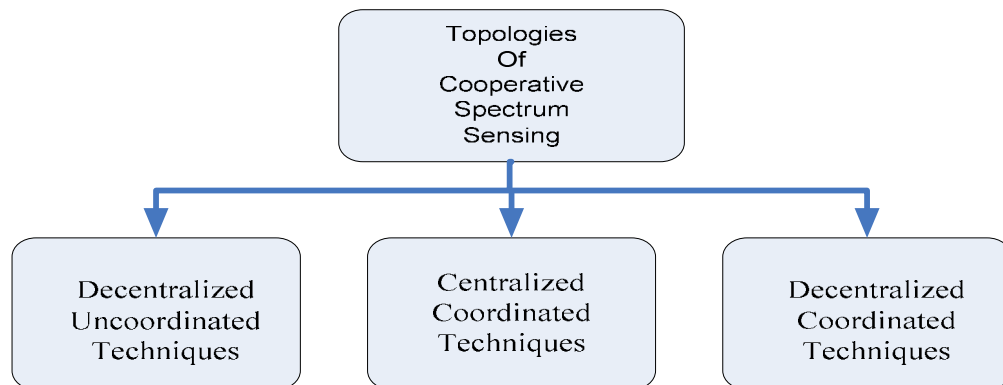 Topologies
Of
Cooperative
Spectrum
Sensing
Decentralized
Uncoordinated
Techniques
Centralized
Coordinated
Techniques
Decentralized
Coordinated
Techniques